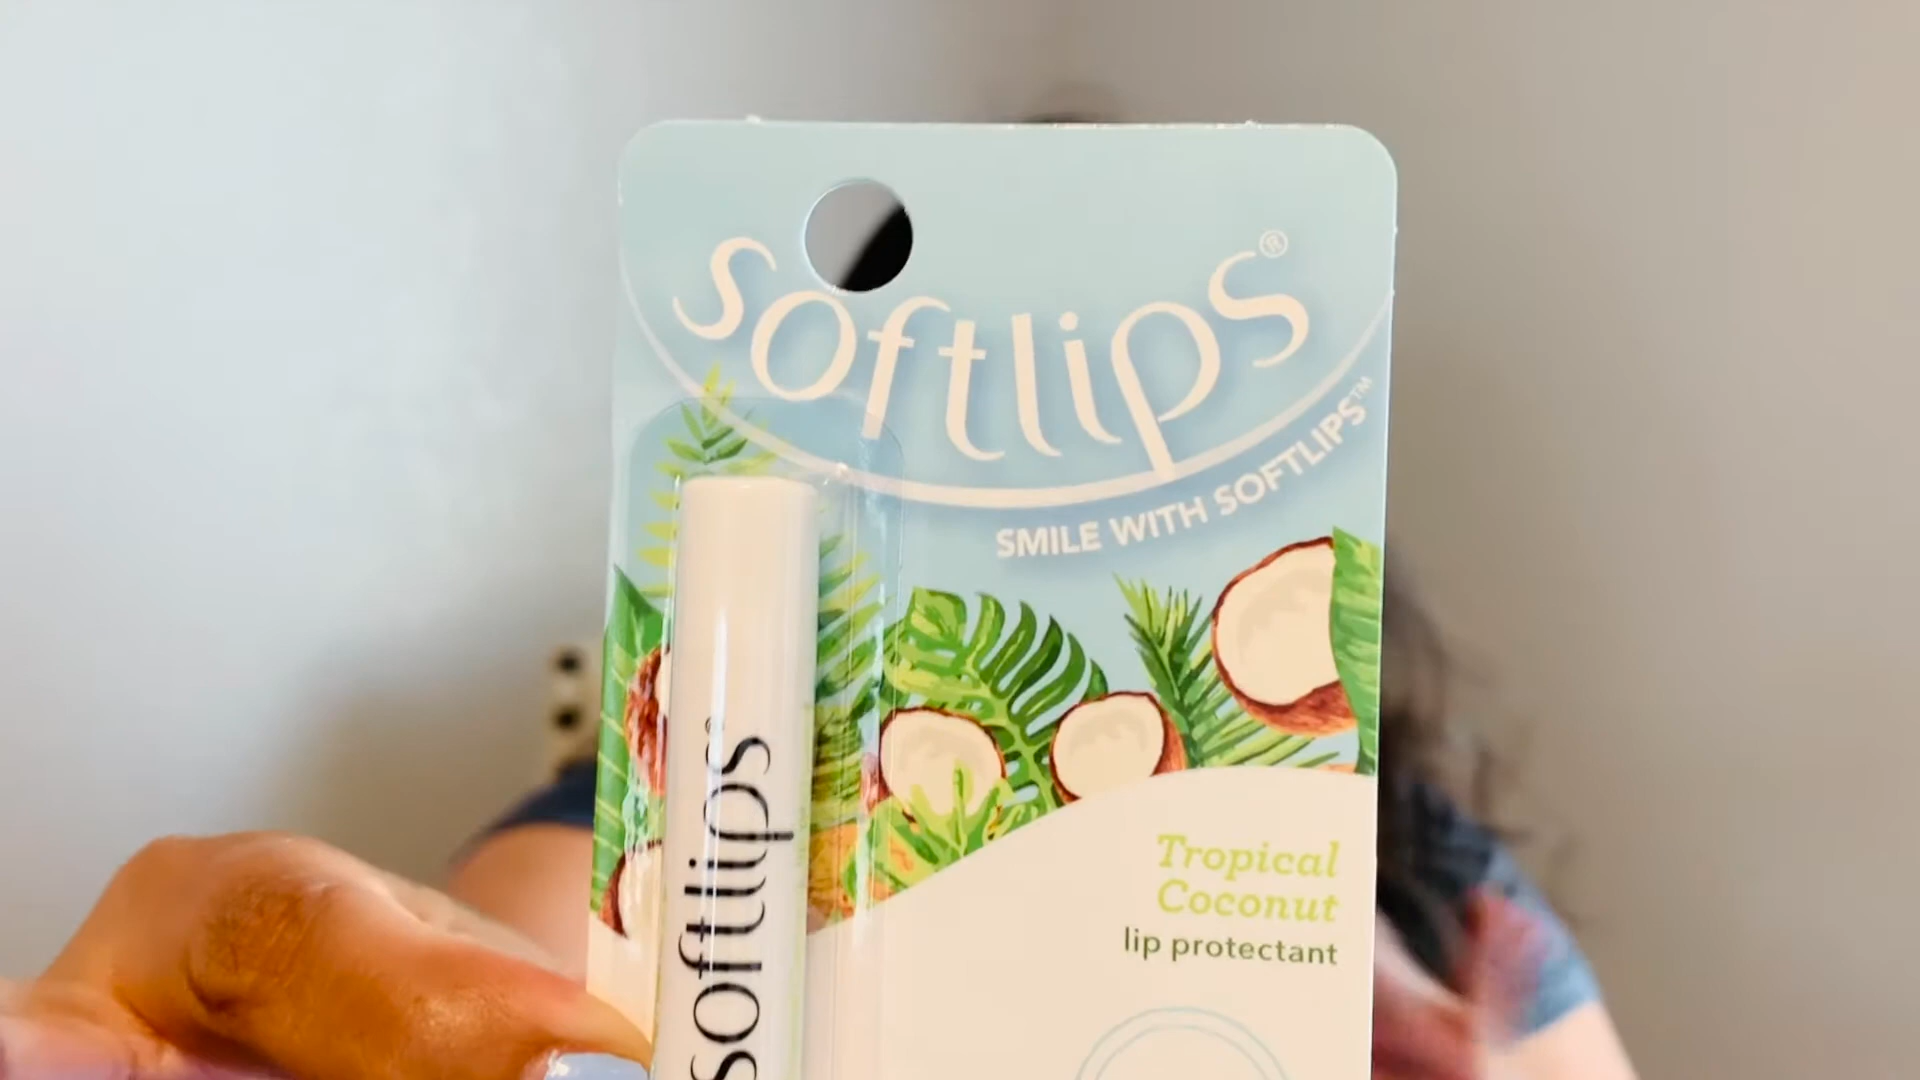 softlips®
SMILE WITH SOFTLIPS™
softlips®
Tropical
Coconut
lip protectant